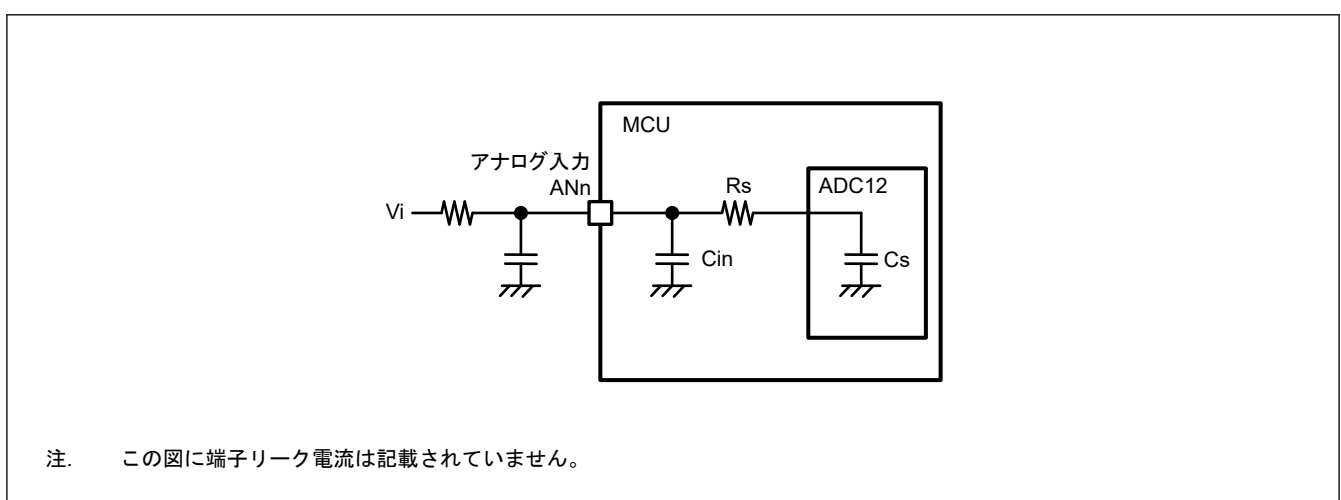 MCU
アナログ入力
ANn
Rs
ADC12
Vi
Cin
Cs
注. この図に端子リーク電流は記載されていません。